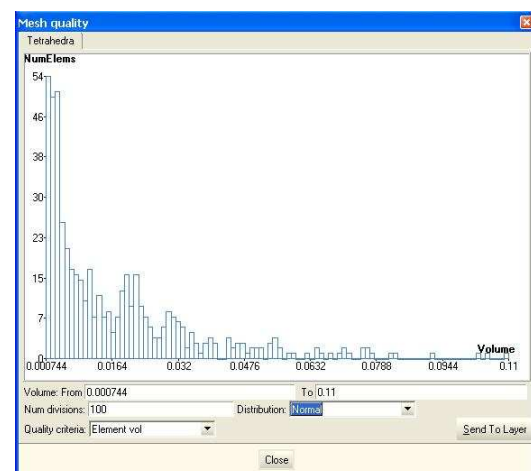 Mesh quality
Tetrahedra
NumElems
54
46
38
30
23
15
7
0
Volume
0.000744 0.0164 0.032 0.0476 0.0632 0.0788 0.0944 0.11
Volume: From 0.000744 To 0.11
Num divisions: 100 Distribution: Normal
Quality criteria: Element vol Send To Layer
Close